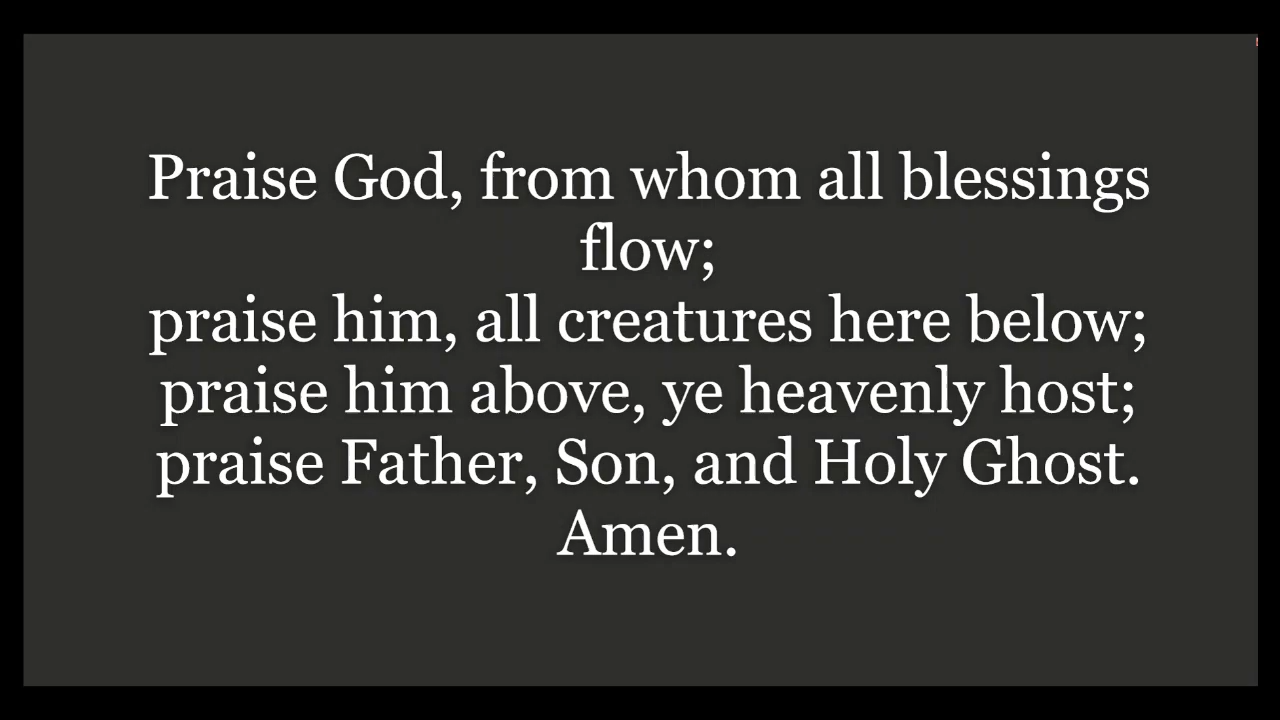 Praise God, from whom all blessings
flow;
praise him, all creatures here below;
praise him above, ye heavenly host;
praise Father, Son, and Holy Ghost.
Amen.